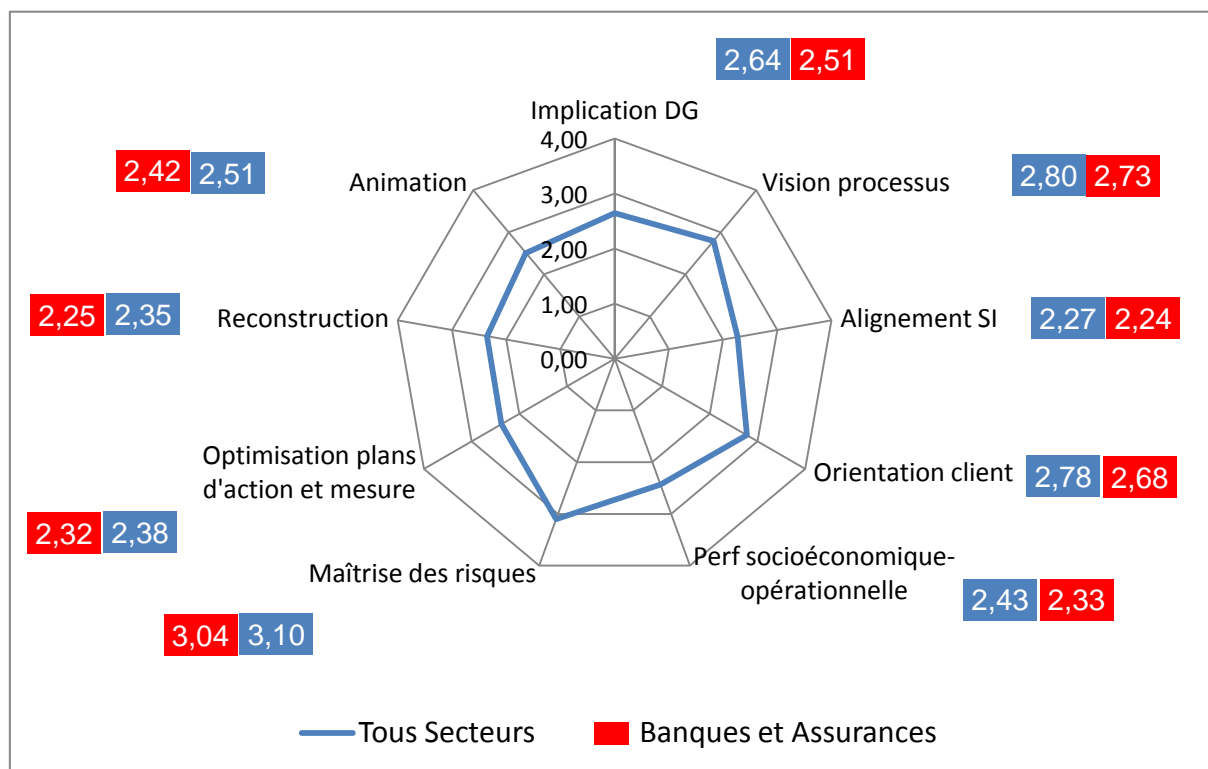 2,64 2,51
Implication DG
4,00
3,00
2,00
1,00
0,00
Vision processus
2,80 2,73
Alignement SI
2,27 2,24
Orientation client
2,78 2,68
Perf socioéconomique-
opérationnelle
2,43 2,33
Maîtrise des risques
3,04 3,10
Optimisation plans
d'action et mesure
2,32 2,38
Reconstruction
2,25 2,35
Animation
2,42 2,51
Tous Secteurs
Banques et Assurances